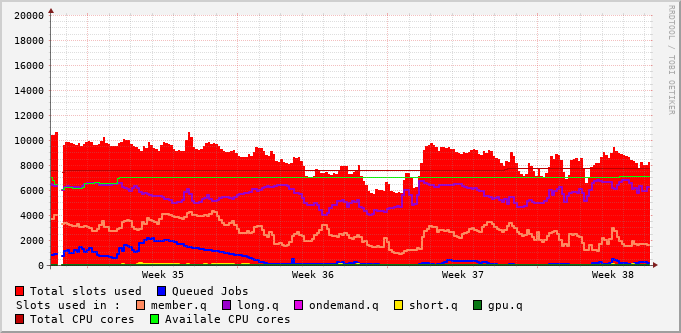 RRDTOOL / TOBI OETIKER
20000
18000
16000
14000
12000
10000
8000
6000
4000
2000
0
Week 35 Week 36 Week 37 Week 38
Total slots used Queued Jobs
Slots used in : member.q long.q ondemand.q short.q gpu.q
Total CPU cores Availale CPU cores